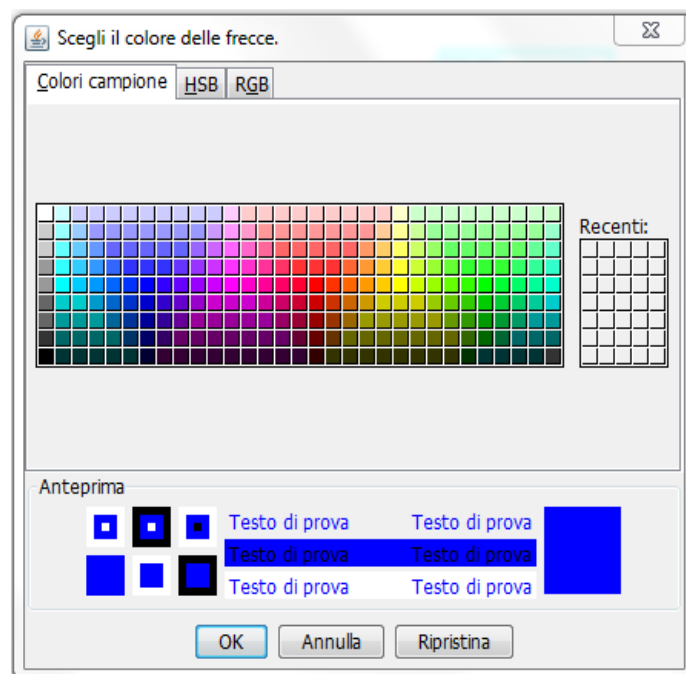 Scegli il colore delle frecce.
Colori campione HSB RGB
Recenti:
Anteprima
Testo di prova Testo di prova
Testo di prova Testo di prova
Testo di prova Testo di prova
OK Annulla Ripristina